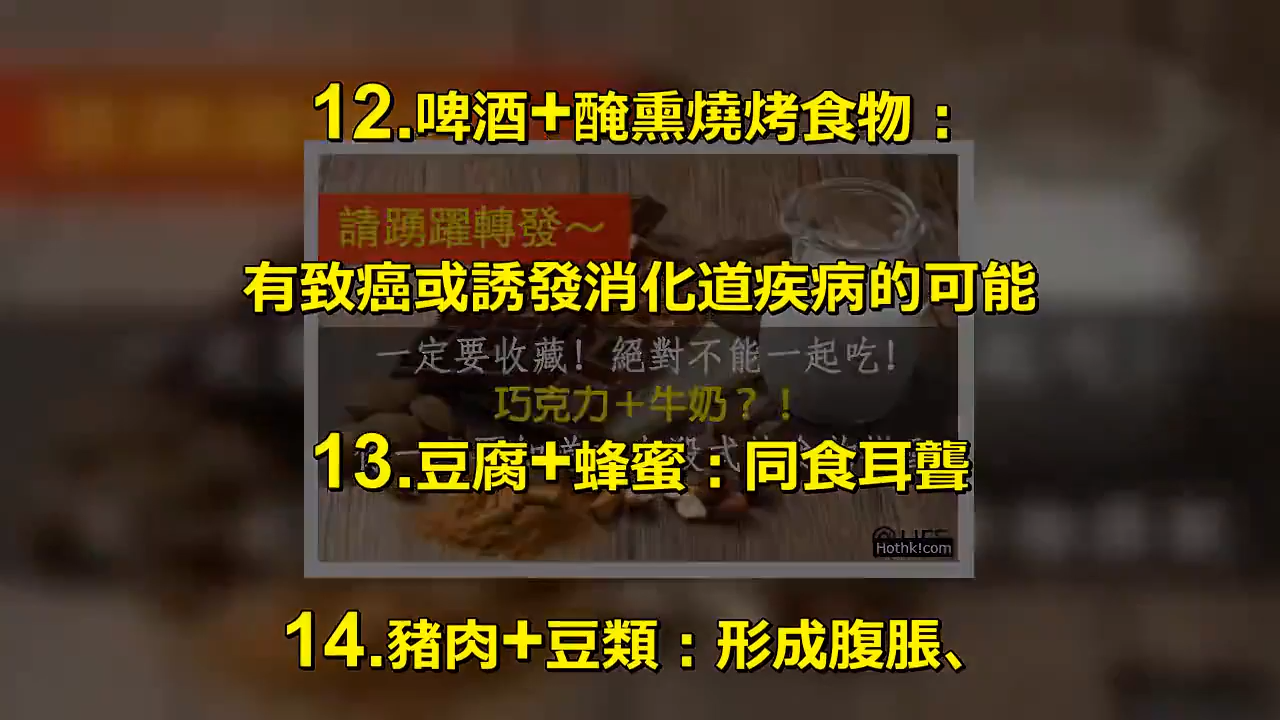 12.啤酒+醃熏燒烤食物：
請踴躍轉發～
有致癌或誘發消化道疾病的可能
一定要收藏！絕對不能一起吃！
巧克力＋牛奶？！
13.豆腐+蜂蜜：同食耳聾
Hothk!com
14.豬肉+豆類：形成腹脹、